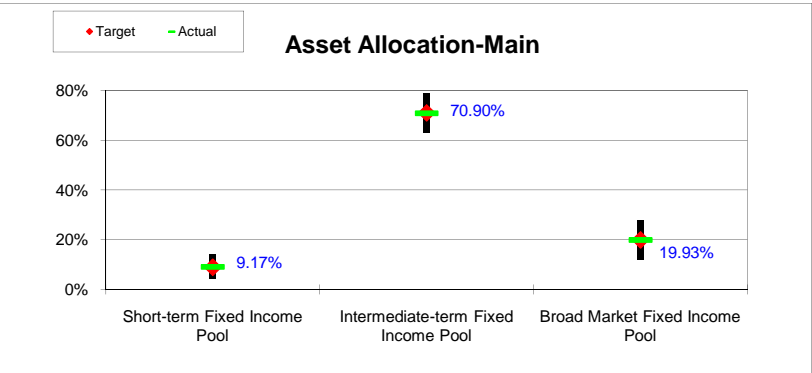 Target Actual
Asset Allocation-Main
80%
70.90%
60%
40%
20%
19.93%
9.17%
0%
Short-term Fixed Income Pool
Intermediate-term Fixed Income Pool
Broad Market Fixed Income Pool